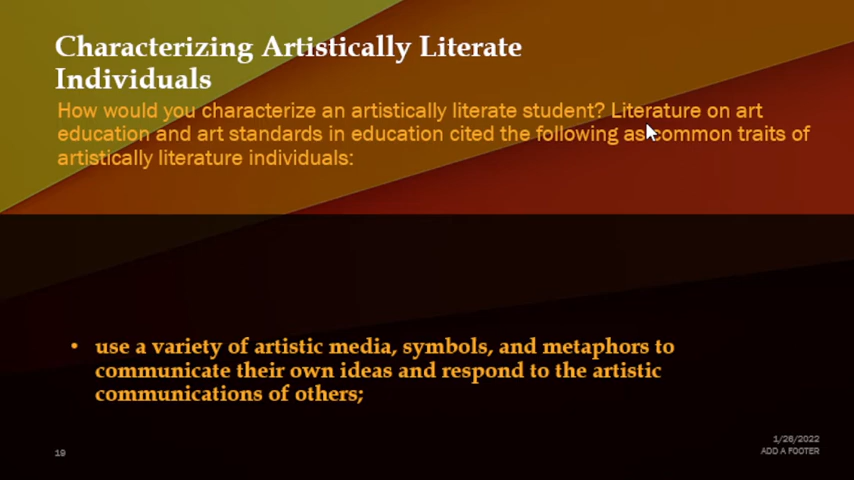 Characterizing Artistically Literate
Individuals
How would you characterize an artistically literate student? Literature on art
education and art standards in education cited the following as common traits of
artistically literature individuals:
• use a variety of artistic media, symbols, and metaphors to
communicate their own ideas and respond to the artistic
communications of others;
1/26/2022
19
ADD A FOOTER